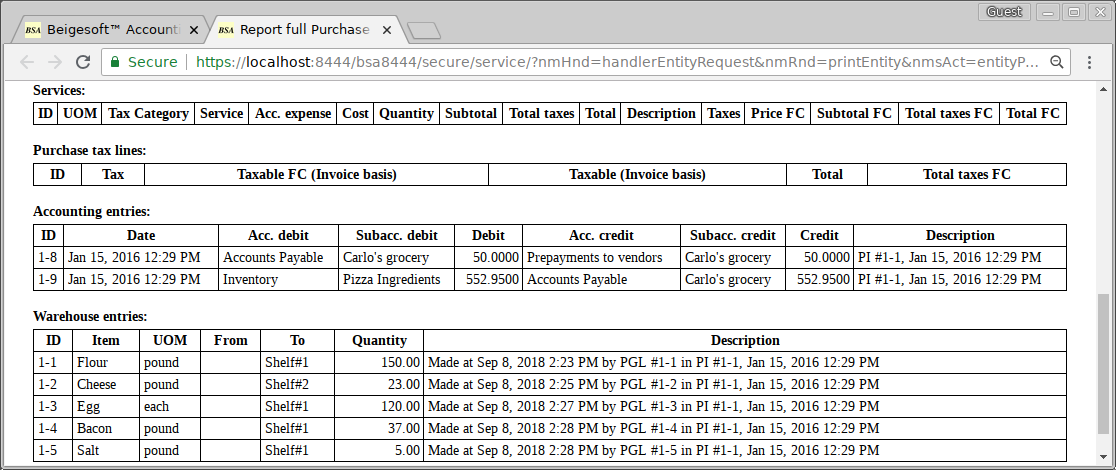 Guest
BSA Beigesoft™ Accounti
BSA Report full Purchase
Secure https://localhost:8444/bsa8444/secure/service/?nmHnd=handlerEntityRequest&nmRnd=printEntity&nmsAct=entityP...
Services:
ID UOM Tax Category Service Acc. expense Cost Quantity Subtotal Total taxes Total Description Taxes Price FC Subtotal FC Total taxes FC Total FC
Purchase tax lines:
ID Tax Taxable FC (Invoice basis) Taxable (Invoice basis) Total Total taxes FC
Accounting entries:
ID Date Acc. debit Subacc. debit Debit Acc. credit Subacc. credit Credit Description
1-8 Jan 15, 2016 12:29 PM Accounts Payable Carlo's grocery 50.0000 Prepayments to vendors Carlo's grocery 50.0000 PI #1-1, Jan 15, 2016 12:29 PM
1-9 Jan 15, 2016 12:29 PM Inventory Pizza Ingredients 552.9500 Accounts Payable Carlo's grocery 552.9500 PI #1-1, Jan 15, 2016 12:29 PM
Warehouse entries:
ID Item UOM From To Quantity Description
1-1 Flour pound Shelf#1 150.00 Made at Sep 8, 2018 2:23 PM by PGL #1-1 in PI #1-1, Jan 15, 2016 12:29 PM
1-2 Cheese pound Shelf#2 23.00 Made at Sep 8, 2018 2:25 PM by PGL #1-2 in PI #1-1, Jan 15, 2016 12:29 PM
1-3 Egg each Shelf#1 120.00 Made at Sep 8, 2018 2:27 PM by PGL #1-3 in PI #1-1, Jan 15, 2016 12:29 PM
1-4 Bacon pound Shelf#1 37.00 Made at Sep 8, 2018 2:28 PM by PGL #1-4 in PI #1-1, Jan 15, 2016 12:29 PM
1-5 Salt pound Shelf#1 5.00 Made at Sep 8, 2018 2:28 PM by PGL #1-5 in PI #1-1, Jan 15, 2016 12:29 PM